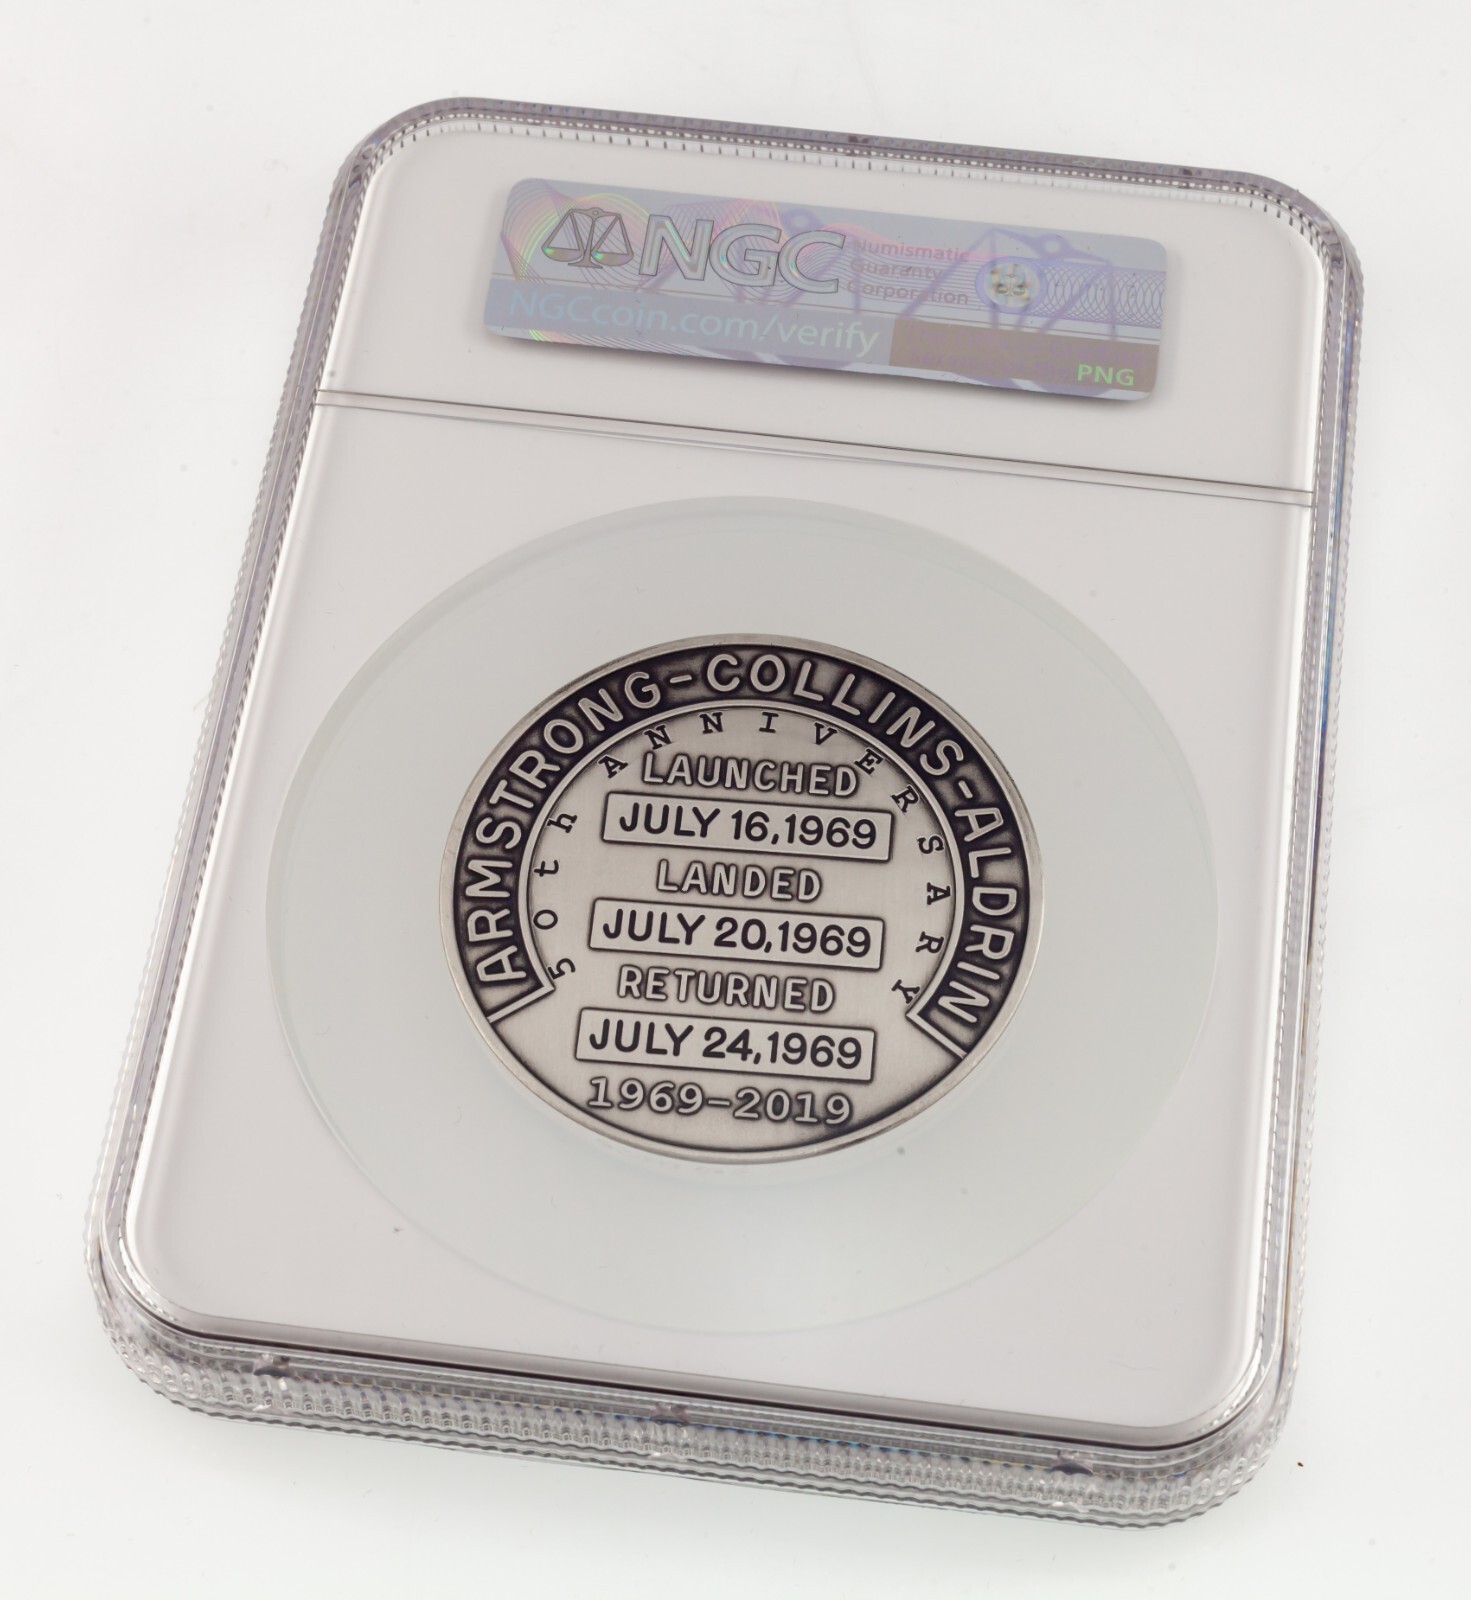 NGC
Numismatic
Guaranty
Corporation
NGCcoin.com/verify
PNG
ARMSTRONG-COLLINS-ALDRIN
50th ANNIVERSARY
LAUNCHED
JULY 16,1969
LANDED
JULY 20,1969
RETURNED
JULY 24,1969
1969-2019